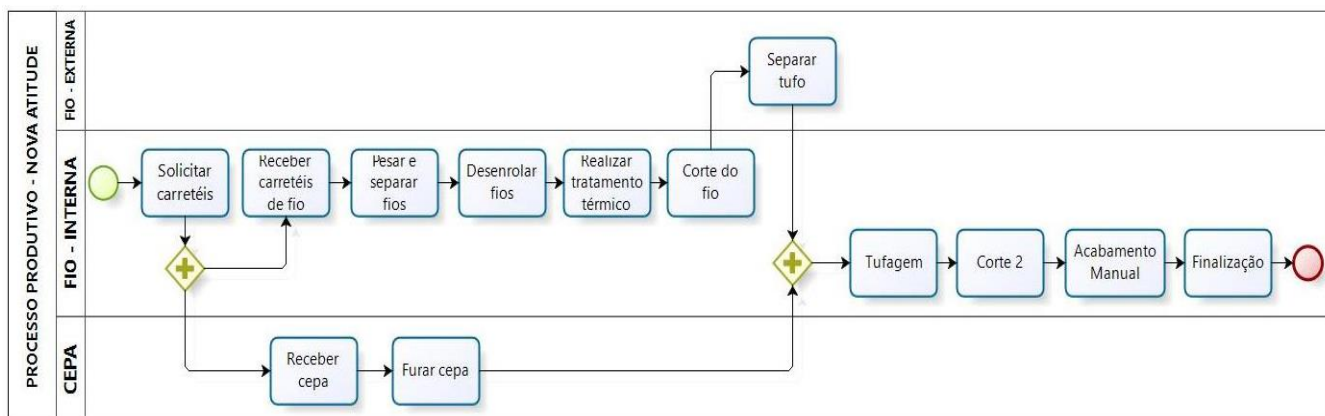 PROCESSO PRODUTIVO - NOVA ATITUDE
FIO - EXTERNA
Separar
tufo
FIO - INTERNA
Solicitar
carretéis
Receber
carretéis
de fio
Pesar e
separar
fios
Desenrolar
fios
Realizar
tratamento
térmico
Corte do
fio
Tufagem
Corte 2
Acabamento
Manual
Finalização
CEPA
Receber
cepa
Furar cepa